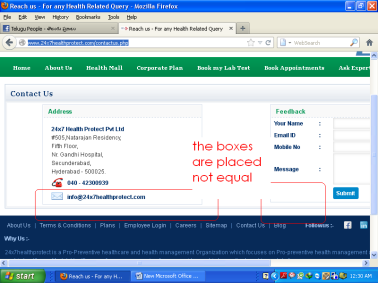 Reach us - For any Health Related Query - Mozilla Firefox
File Edit View History Bookmarks Tools Help
Telugu People -
Reach us - For any Health Related Query
www.24x7healthprotect.com/contactus.php
Websearch
Home About Us Health Mall Corporate Plan Book my Lab Test Book Appointments Ask Expert
Contact Us
Address
24x7 Health Protect Pvt Ltd
#505,Natarajan Residency,
Fifth Floor,
Nr. Gandhi Hospital,
Secunderabad,
Hyderabad - 500025.
040 - 42300939
info@24x7healthprotect.com
the boxes
are placed
not equal
Feedback
Your Name :
Email ID :
Mobile No :
Message :
Submit
About Us | Terms & Conditions | Plans | Employee Login | Careers | Sitemap | Contact Us | Blog Follow us :-
Why Us :-
24x7healthprotect is a Pro-Preventive healthcare and health management Organization which focuses on Pro-preventive health management
start
Reach us - For any H...
New Microsoft Office ...
12:30 AM